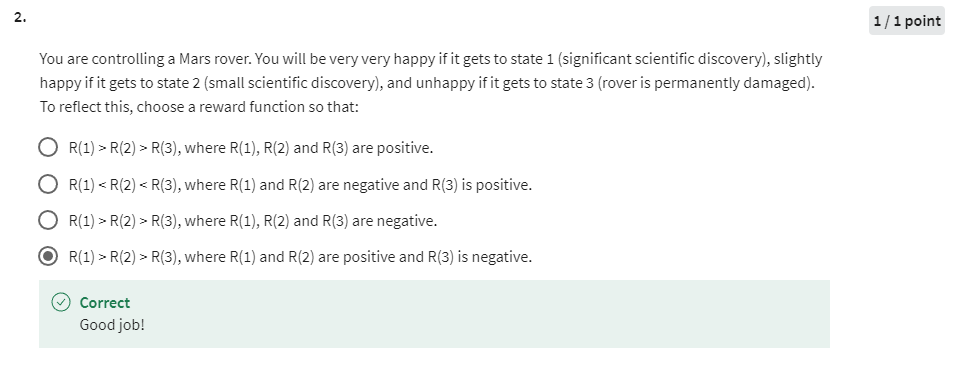 2.
1 / 1 point
You are controlling a Mars rover. You will be very very happy if it gets to state 1 (significant scientific discovery), slightly
happy if it gets to state 2 (small scientific discovery), and unhappy if it gets to state 3 (rover is permanently damaged).
To reflect this, choose a reward function so that:
R(1) > R(2) > R(3), where R(1), R(2) and R(3) are positive.
R(1) < R(2) < R(3), where R(1) and R(2) are negative and R(3) is positive.
R(1) > R(2) > R(3), where R(1), R(2) and R(3) are negative.
R(1) > R(2) > R(3), where R(1) and R(2) are positive and R(3) is negative.
Correct
Good job!